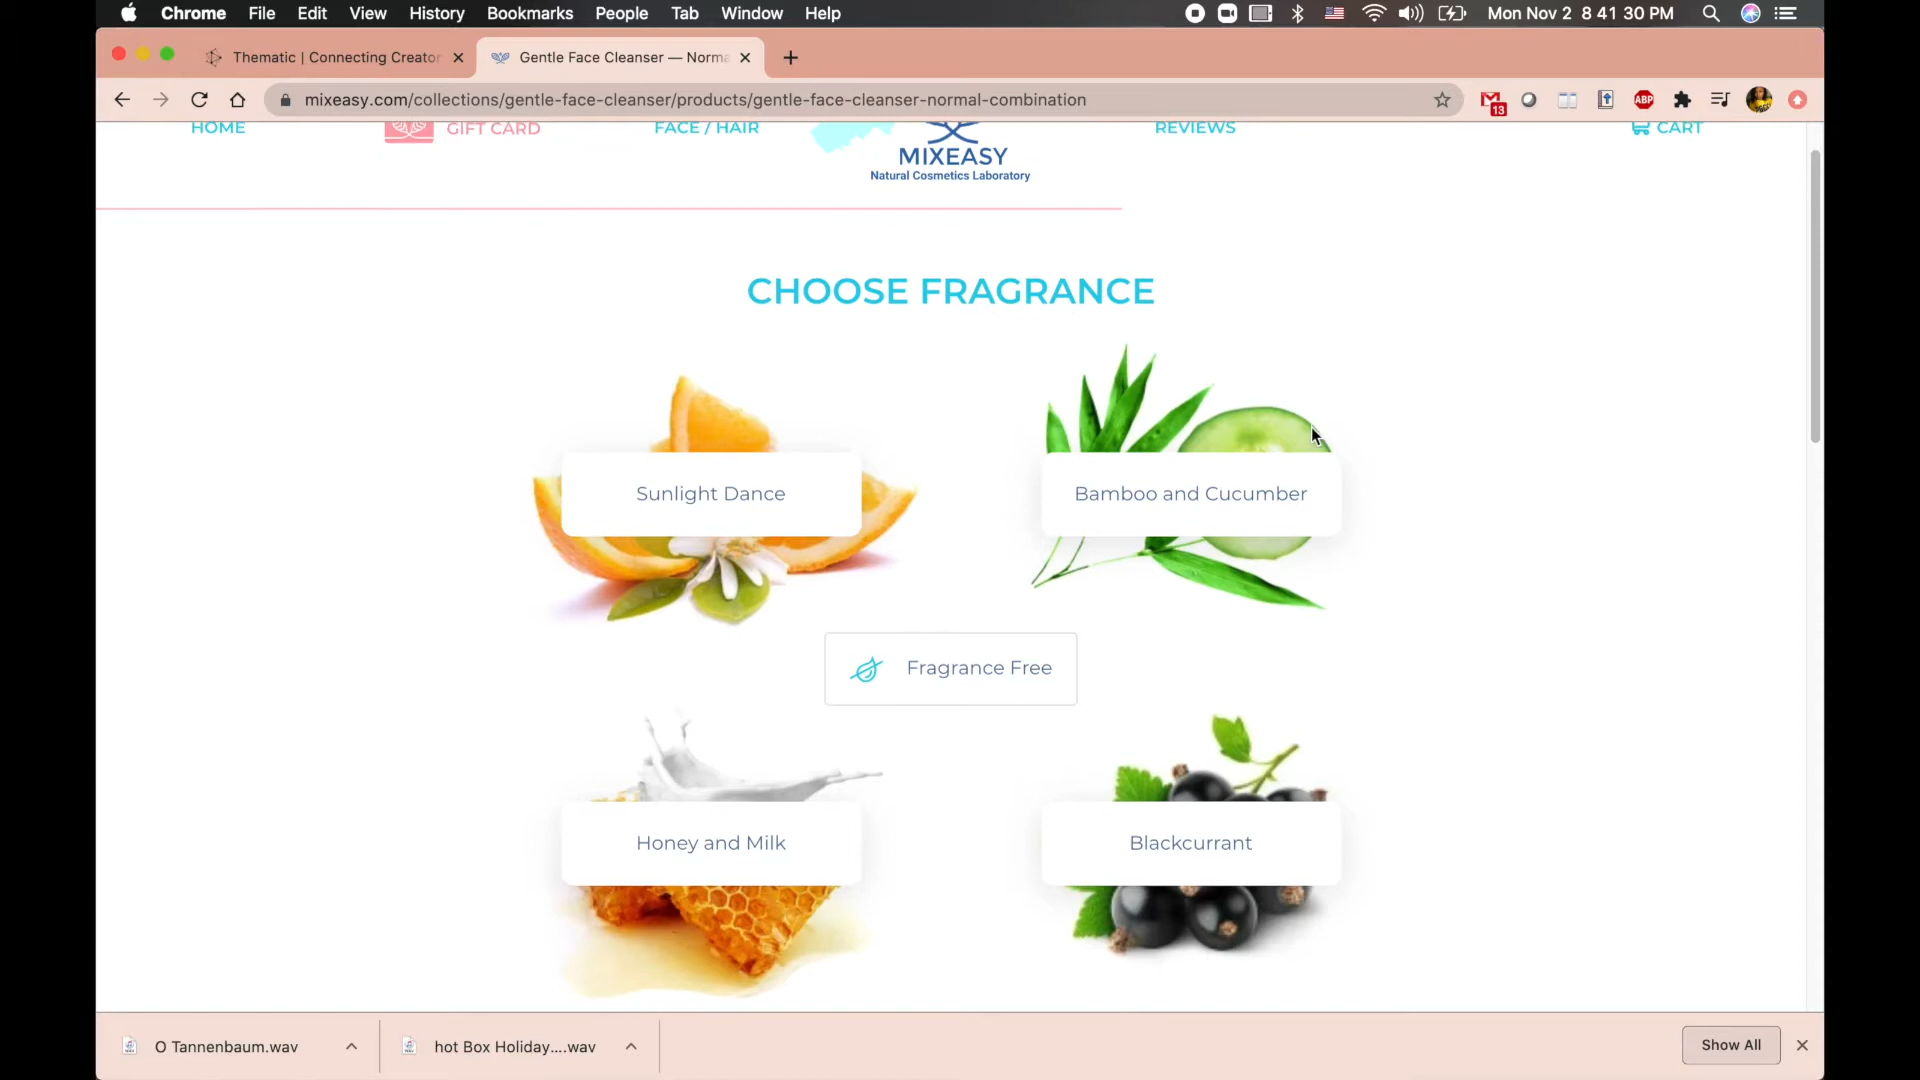 Chrome File Edit View History Bookmarks People Tab Window Help Mon Nov 2 8 41 30 PM
Thematic | Connecting Creator
Gentle Face Cleanser — Norma
mixeasy.com/collections/gentle-face-cleanser/products/gentle-face-cleanser-normal-combination
ABP
13
HOME GIFT CARD FACE / HAIR REVIEWS CART
MIXEASY
Natural Cosmetics Laboratory
CHOOSE FRAGRANCE
Sunlight Dance
Bamboo and Cucumber
Fragrance Free
Honey and Milk
Blackcurrant
O Tannenbaum.wav
hot Box Holiday....wav
Show All